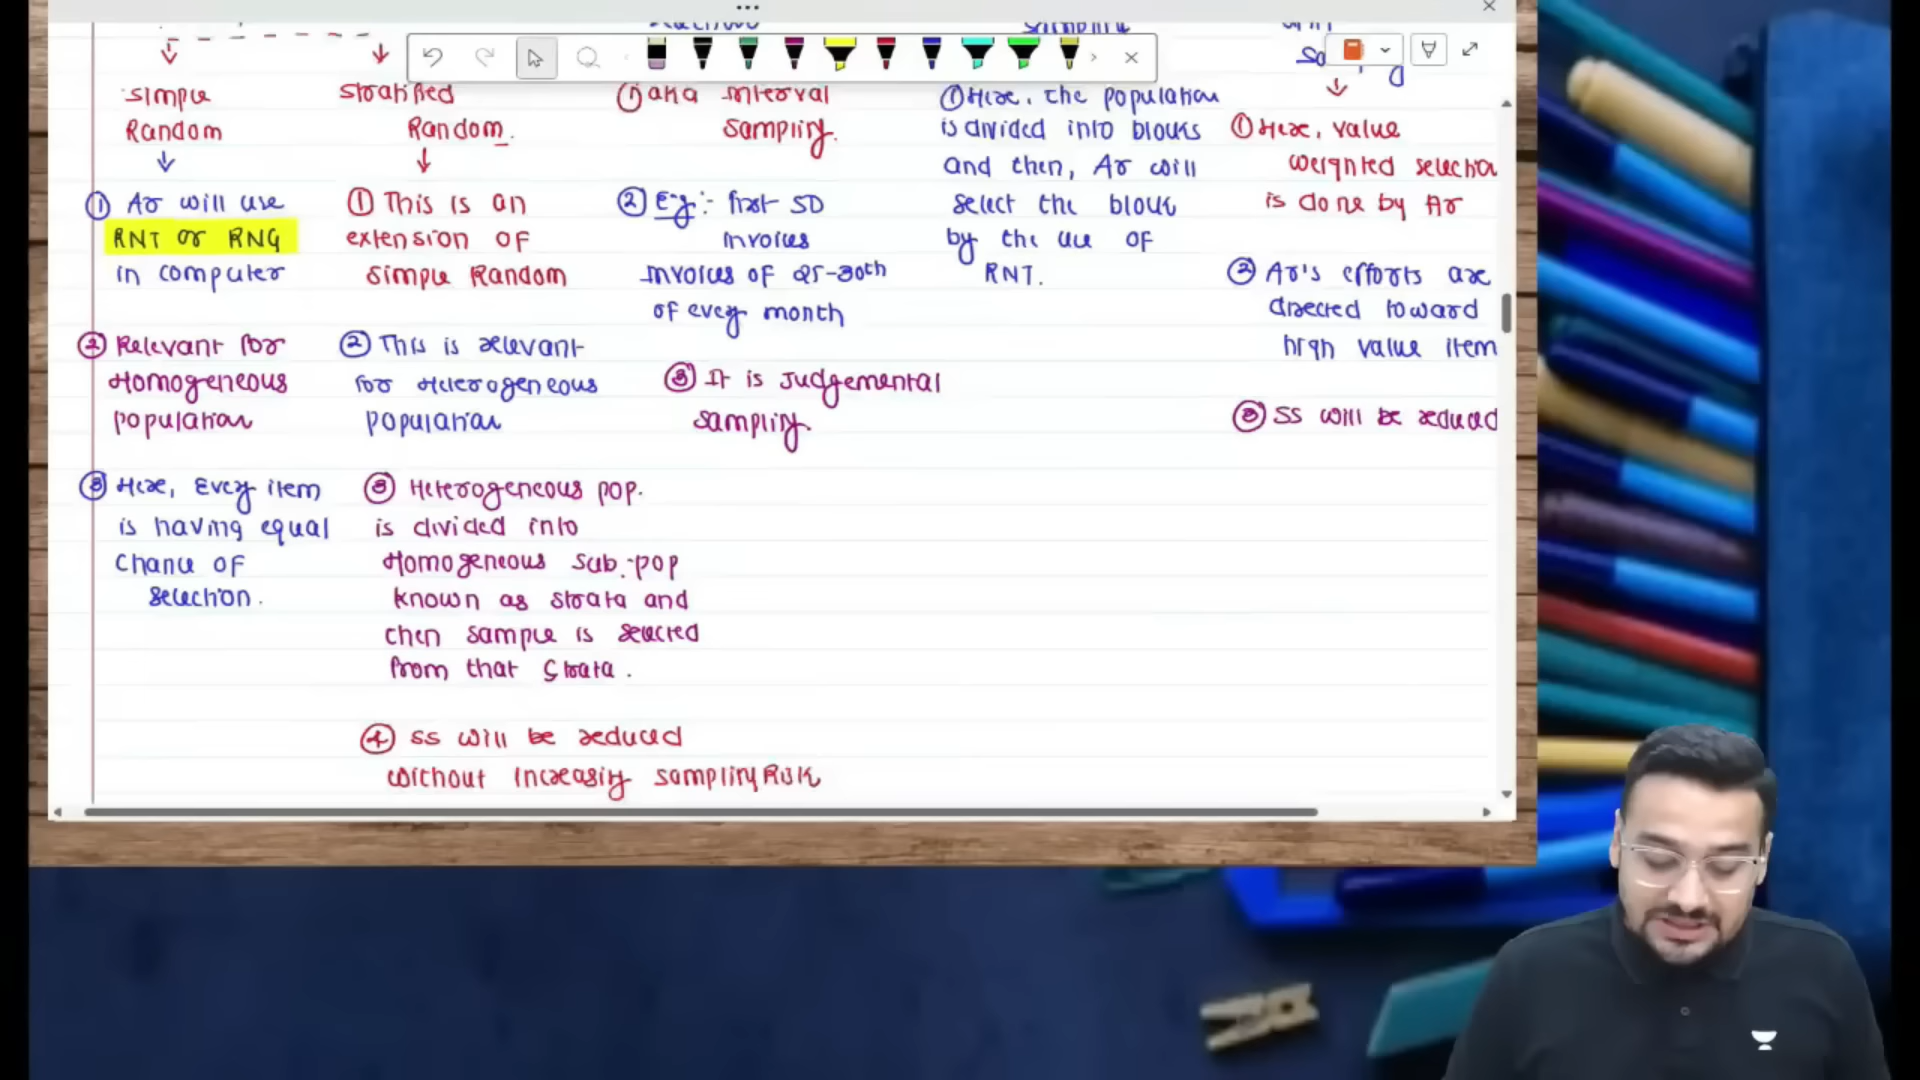 Simple
Random
① Ar will use
RNT or RNG
in computer
② Relevant for
Homogeneous
population
③ Here, Every item
is having equal
Chance of
selection.
Stratified
Random.
① This is an
extension of
Simple Random
② This is relevant
for Heterogeneous
population
③ Heterogeneous pop.
is divided into
Homogeneous sub-pop
known as strata and
then sample is selected
from that Strata.
④ SS will be reduced
without increasing sampling Risk
① aka interval
Sampling.
② Eg:- first 50
invoices
invoices of 25-30th
of every month
③ It is Judgemental
sampling.
Sampling
① Here, the population
is divided into blocks
and then, Ar will
select the block
by the use of
RNT.
① Here, value
weighted selection
is done by Ar
② Ar's efforts are
directed toward
high value item
③ SS will be reduced